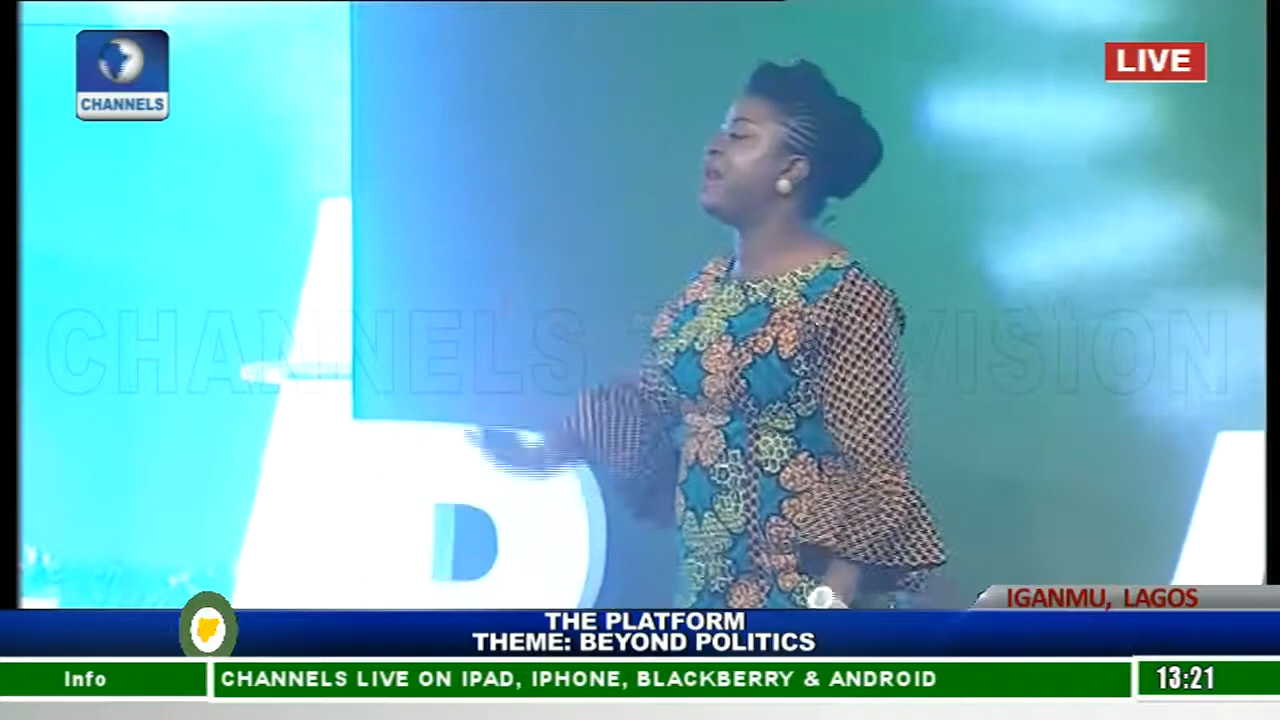 CHANNELS
LIVE
CHANNELS TELEVISION
IGANMU, LAGOS
THE PLATFORM
THEME: BEYOND POLITICS
Info
CHANNELS LIVE ON IPAD, IPHONE, BLACKBERRY & ANDROID
13:21